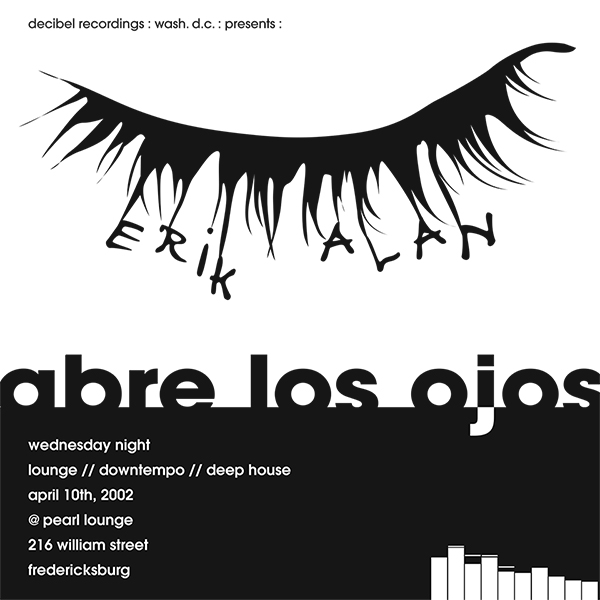 decibel recordings : wash. d.c. : presents :
ERiK ALAN
abre los ojos
wednesday night
lounge // downtempo // deep house
april 10th, 2002
@ pearl lounge
216 william street
fredericksburg